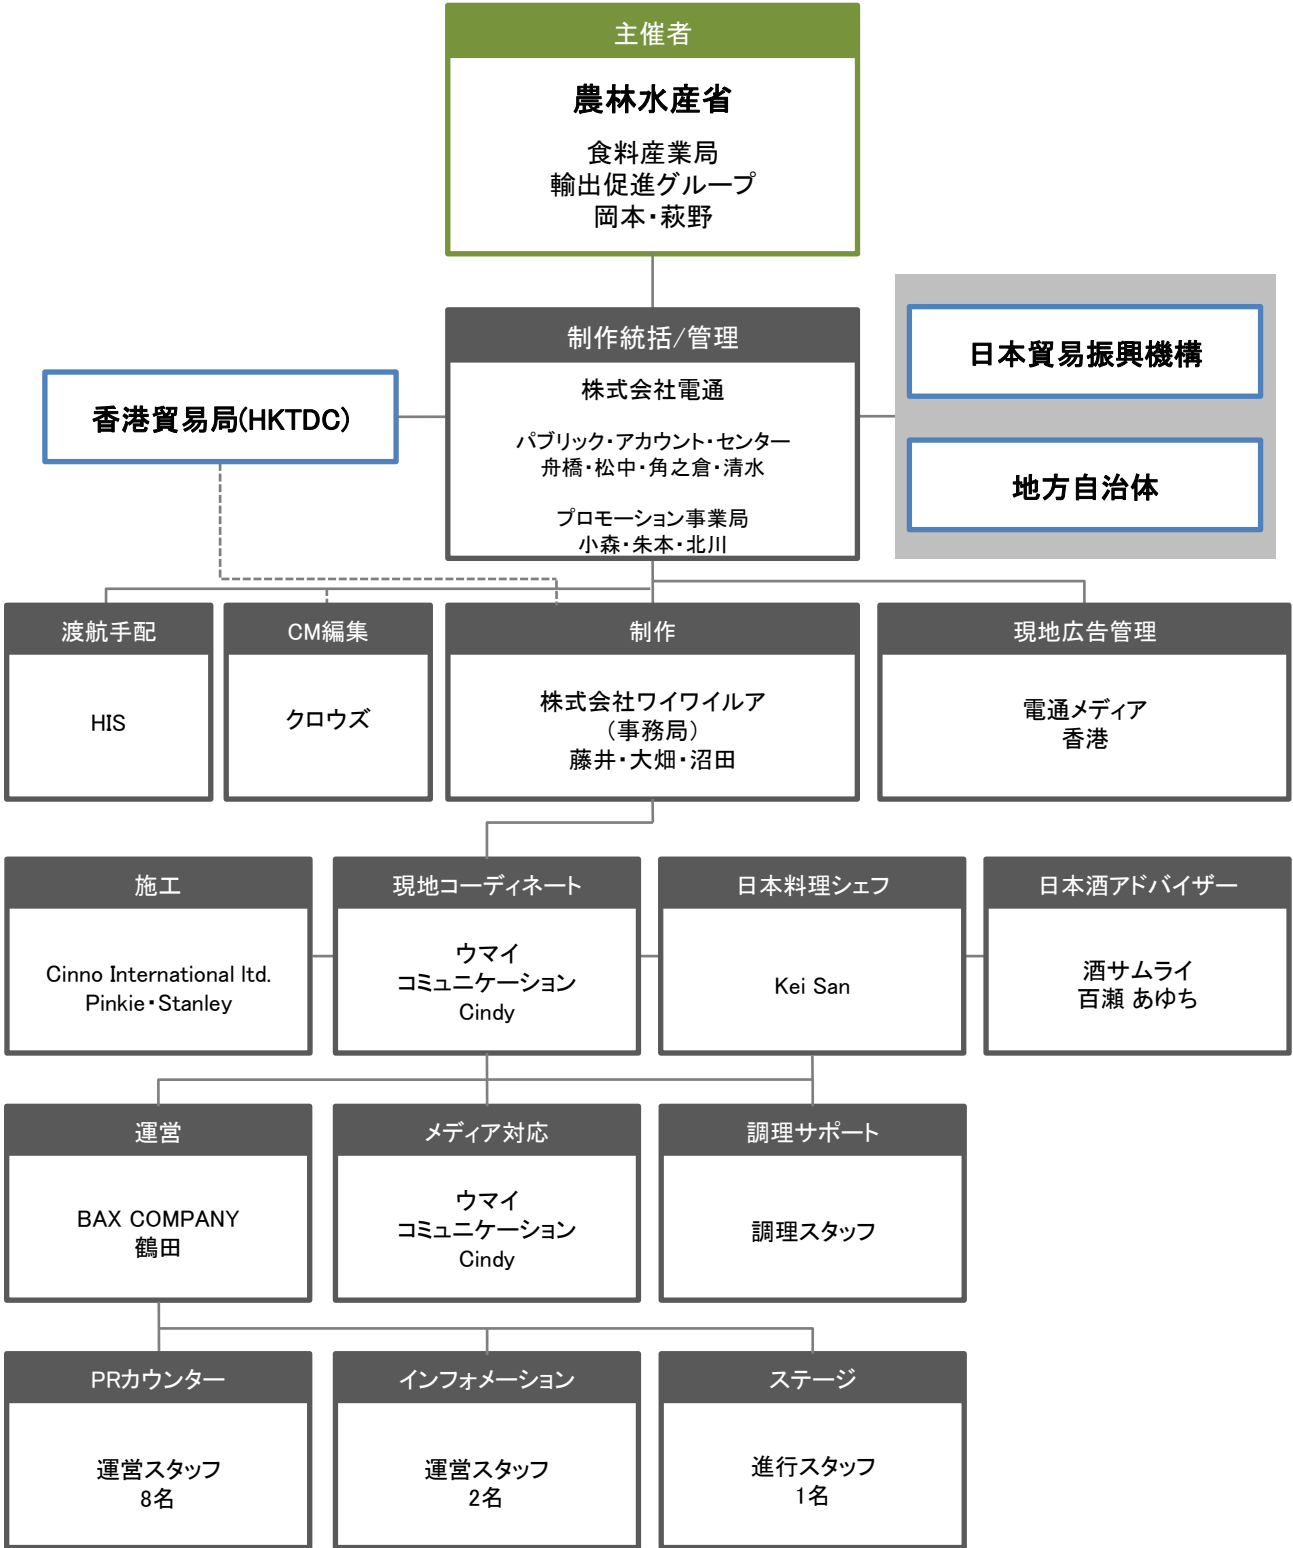 主催者
農林水産省
食料産業局
輸出促進グループ
岡本・萩野
制作統括/管理
株式会社電通
パブリック・アカウント・センター
舟橋・松中・角之倉・清水
プロモーション事業局
小森・朱本・北川
香港貿易局(HKTDC)
日本貿易振興機構
地方自治体
渡航手配
HIS
CM編集
クロウズ
制作
株式会社ワイワイルア
（事務局）
藤井・大畑・沼田
現地広告管理
電通メディア
香港
施工
Cinno International ltd.
Pinkie・Stanley
現地コーディネート
ウマイ
コミュニケーション
Cindy
日本料理シェフ
Kei San
日本酒アドバイザー
酒サムライ
百瀬 あゆち
運営
BAX COMPANY
鶴田
メディア対応
ウマイ
コミュニケーション
Cindy
調理サポート
調理スタッフ
PRカウンター
運営スタッフ
8名
インフォメーション
運営スタッフ
2名
ステージ
進行スタッフ
1名